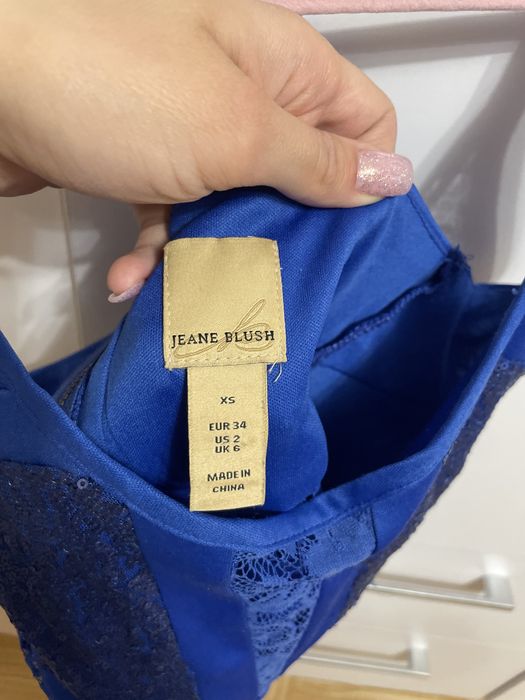 JEANE BLUSH
XS
EUR 34
US 2
UK 6
MADE IN
CHINA